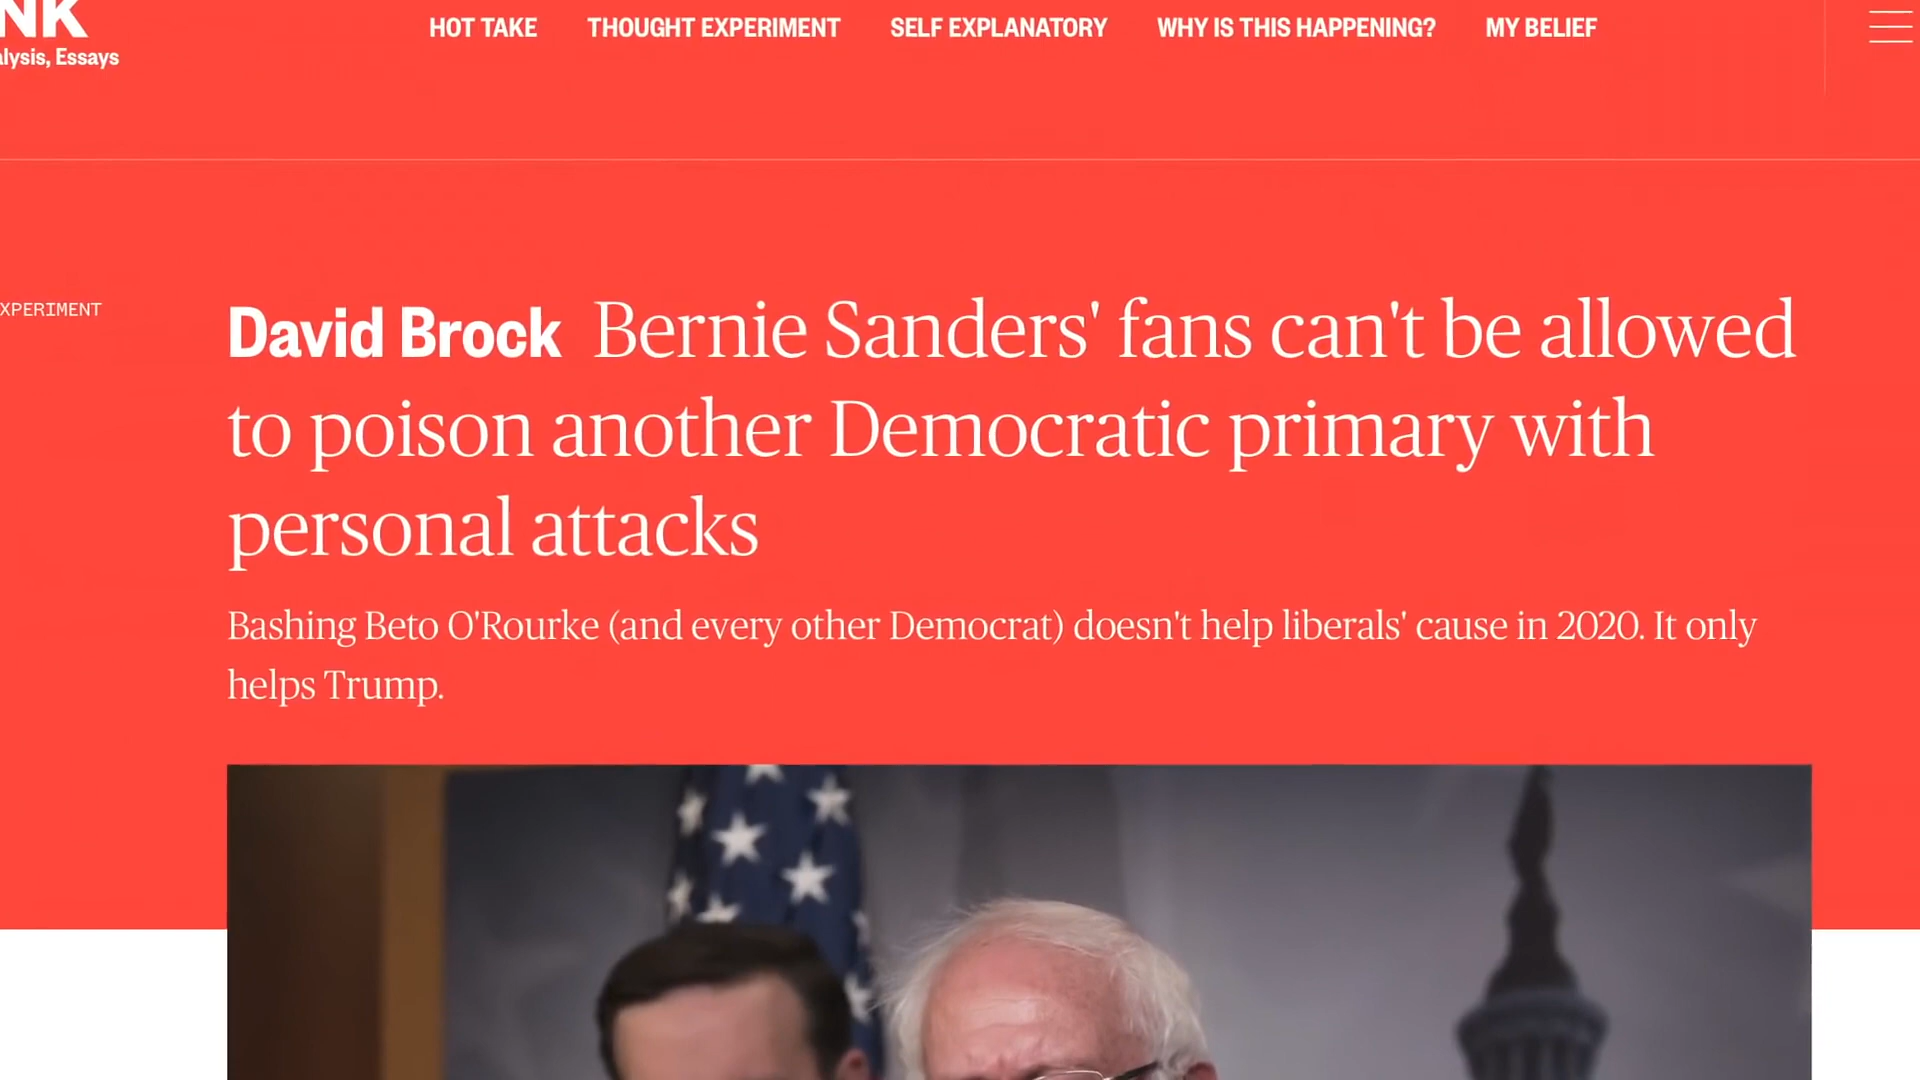 NK
alysis, Essays
HOT TAKE THOUGHT EXPERIMENT SELF EXPLANATORY WHY IS THIS HAPPENING? MY BELIEF
XPERIMENT
David Brock Bernie Sanders' fans can't be allowed
to poison another Democratic primary with
personal attacks
Bashing Beto O'Rourke (and every other Democrat) doesn't help liberals' cause in 2020. It only
helps Trump.